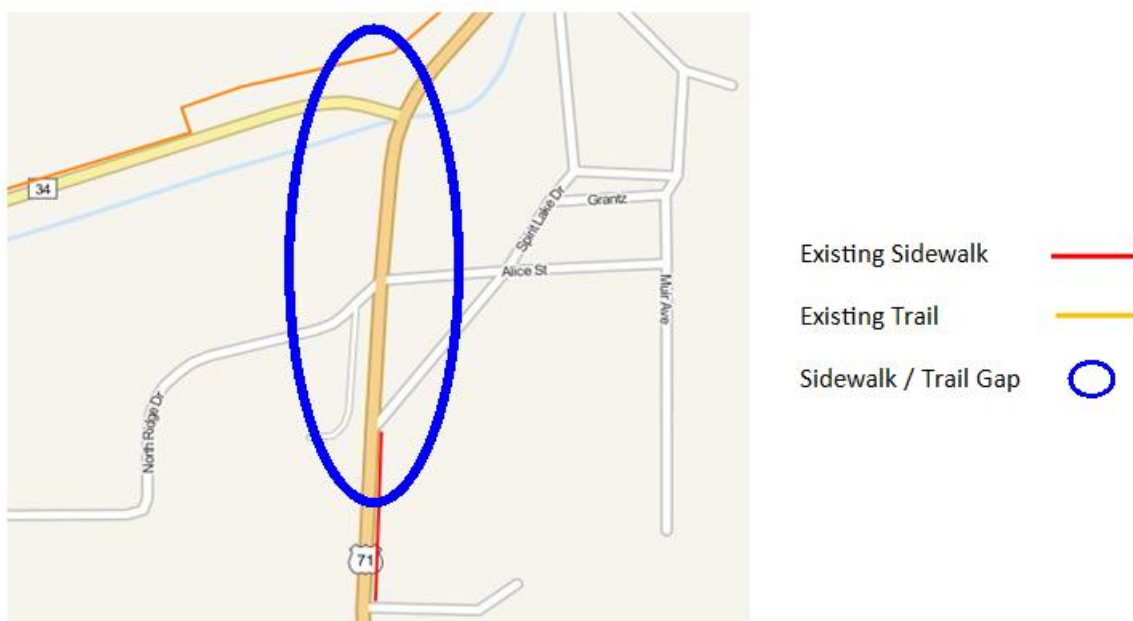 34
Grantz
Spirit Lake Dr
Alice St
Muir Ave
North Ridge Dr
71
Existing Sidewalk
Existing Trail
Sidewalk / Trail Gap